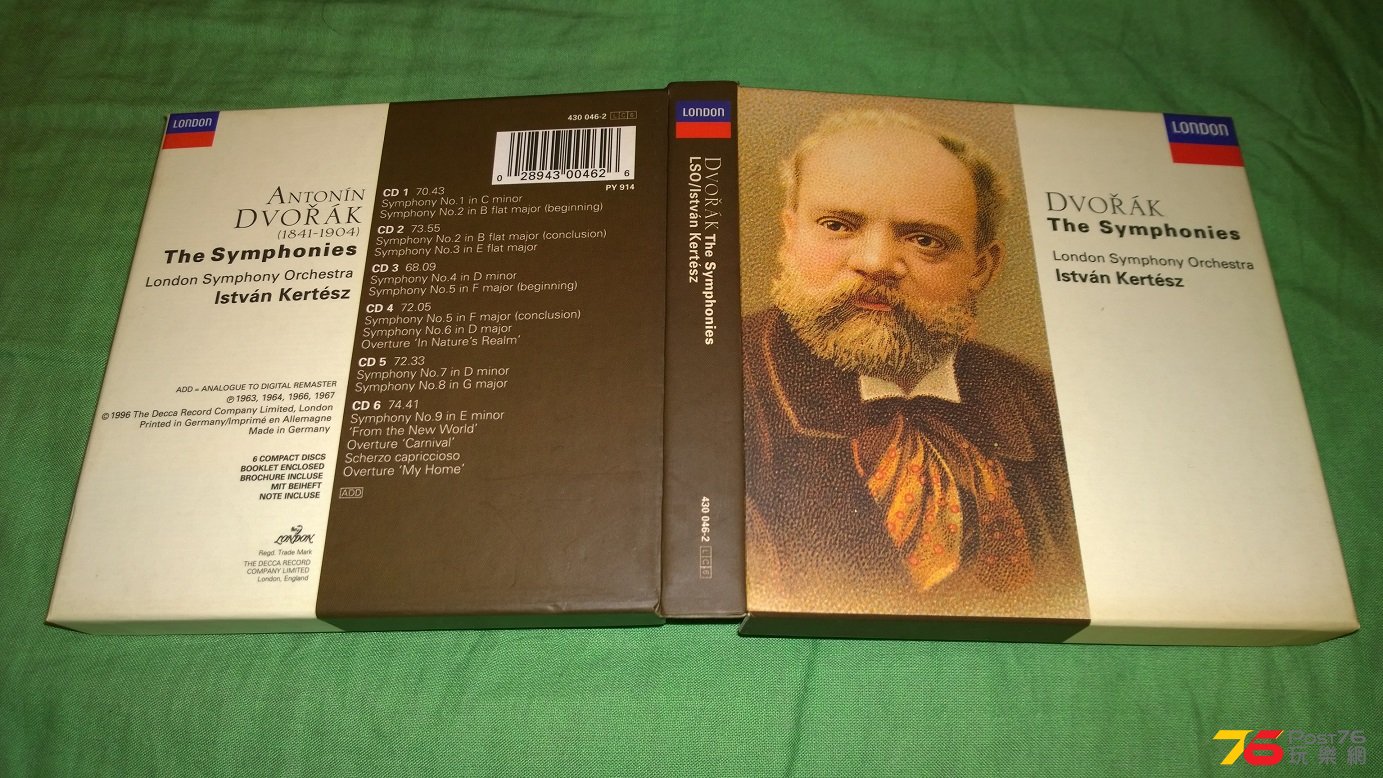 LONDON
ANTONÍN
DVOŘÁK
(1841-1904)
The Symphonies
London Symphony Orchestra
István Kertész
ADD = ANALOGUE TO DIGITAL REMASTER
℗ 1963, 1964, 1966, 1967
© 1996 The Decca Record Company Limited, London
Printed in Germany/Imprimé en Allemagne
Made in Germany
6 COMPACT DISCS
BOOKLET ENCLOSED
BROCHURE INCLUSE
MIT BEIHEFT
NOTE INCLUSE
LONDON
Regd. Trade Mark
THE DECCA RECORD
COMPANY LIMITED
London, England
430 046-2 LC6
0 28943 00462 6
PY 914
CD 1 70.43
Symphony No.1 in C minor
Symphony No.2 in B flat major (beginning)
CD 2 73.55
Symphony No.2 in B flat major (conclusion)
Symphony No.3 in E flat major
CD 3 68.09
Symphony No.4 in D minor
Symphony No.5 in F major (beginning)
CD 4 72.05
Symphony No.5 in F major (conclusion)
Symphony No.6 in D major
Overture ‘In Nature’s Realm’
CD 5 72.33
Symphony No.7 in D minor
Symphony No.8 in G major
CD 6 74.41
Symphony No.9 in E minor
‘From the New World’
Overture ‘Carnival’
Scherzo capriccioso
Overture ‘My Home’
ADD
LONDON
DVOŘÁK The Symphonies
LSO/István Kertész
430 046-2 LC6
LONDON
DVOŘÁK
The Symphonies
London Symphony Orchestra
István Kertész
76 Post76
玩樂網